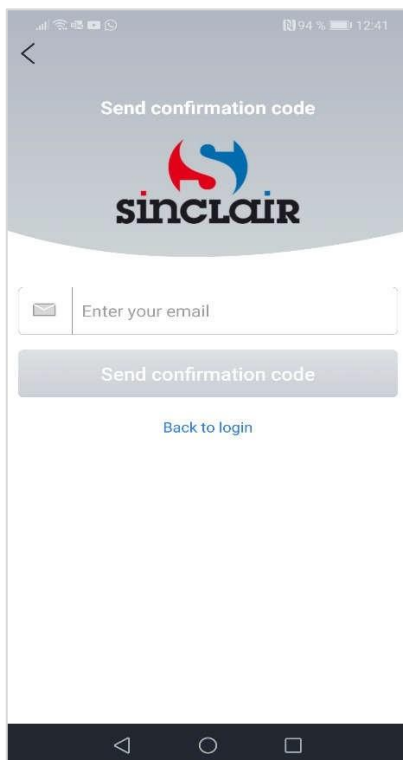 94 % 12:41
Send confirmation code
sinclair
Enter your email
Send confirmation code
Back to login